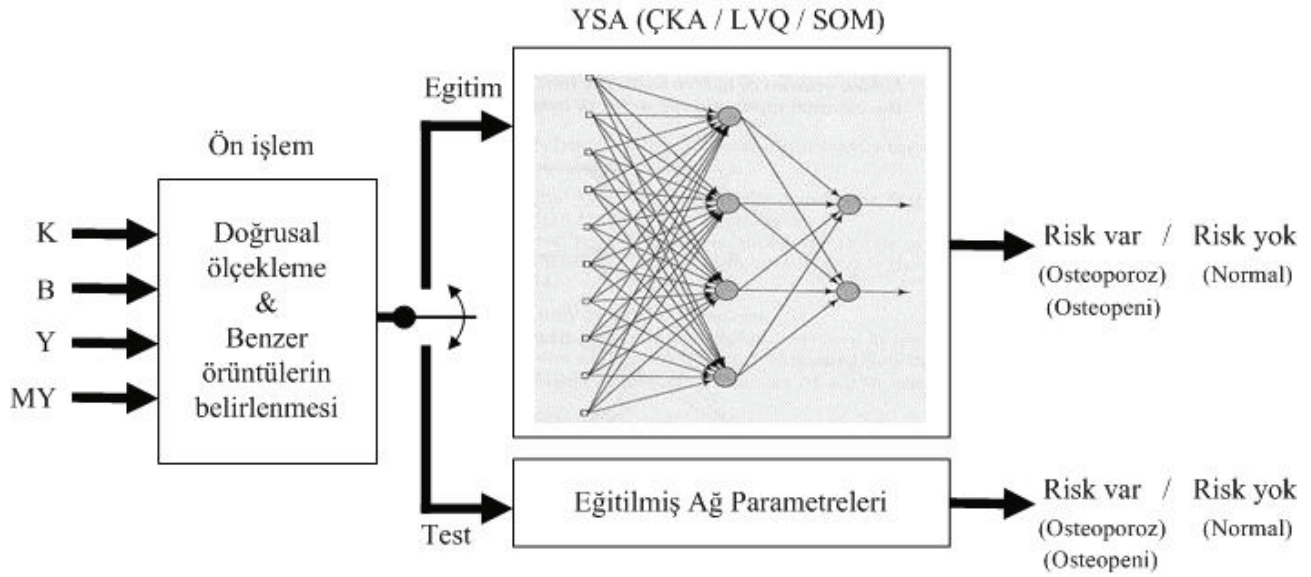 YSA (ÇKA / LVQ / SOM)
Egitim
Ön işlem
K
B
Y
MY
Doğrusal
ölçekleme
&
Benzer
örüntülerin
belirlenmesi
Risk var / Risk yok
(Osteoporoz) (Normal)
(Osteopeni)
Test
Eğitilmiş Ağ Parametreleri
Risk var / Risk yok
(Osteoporoz) (Normal)
(Osteopeni)